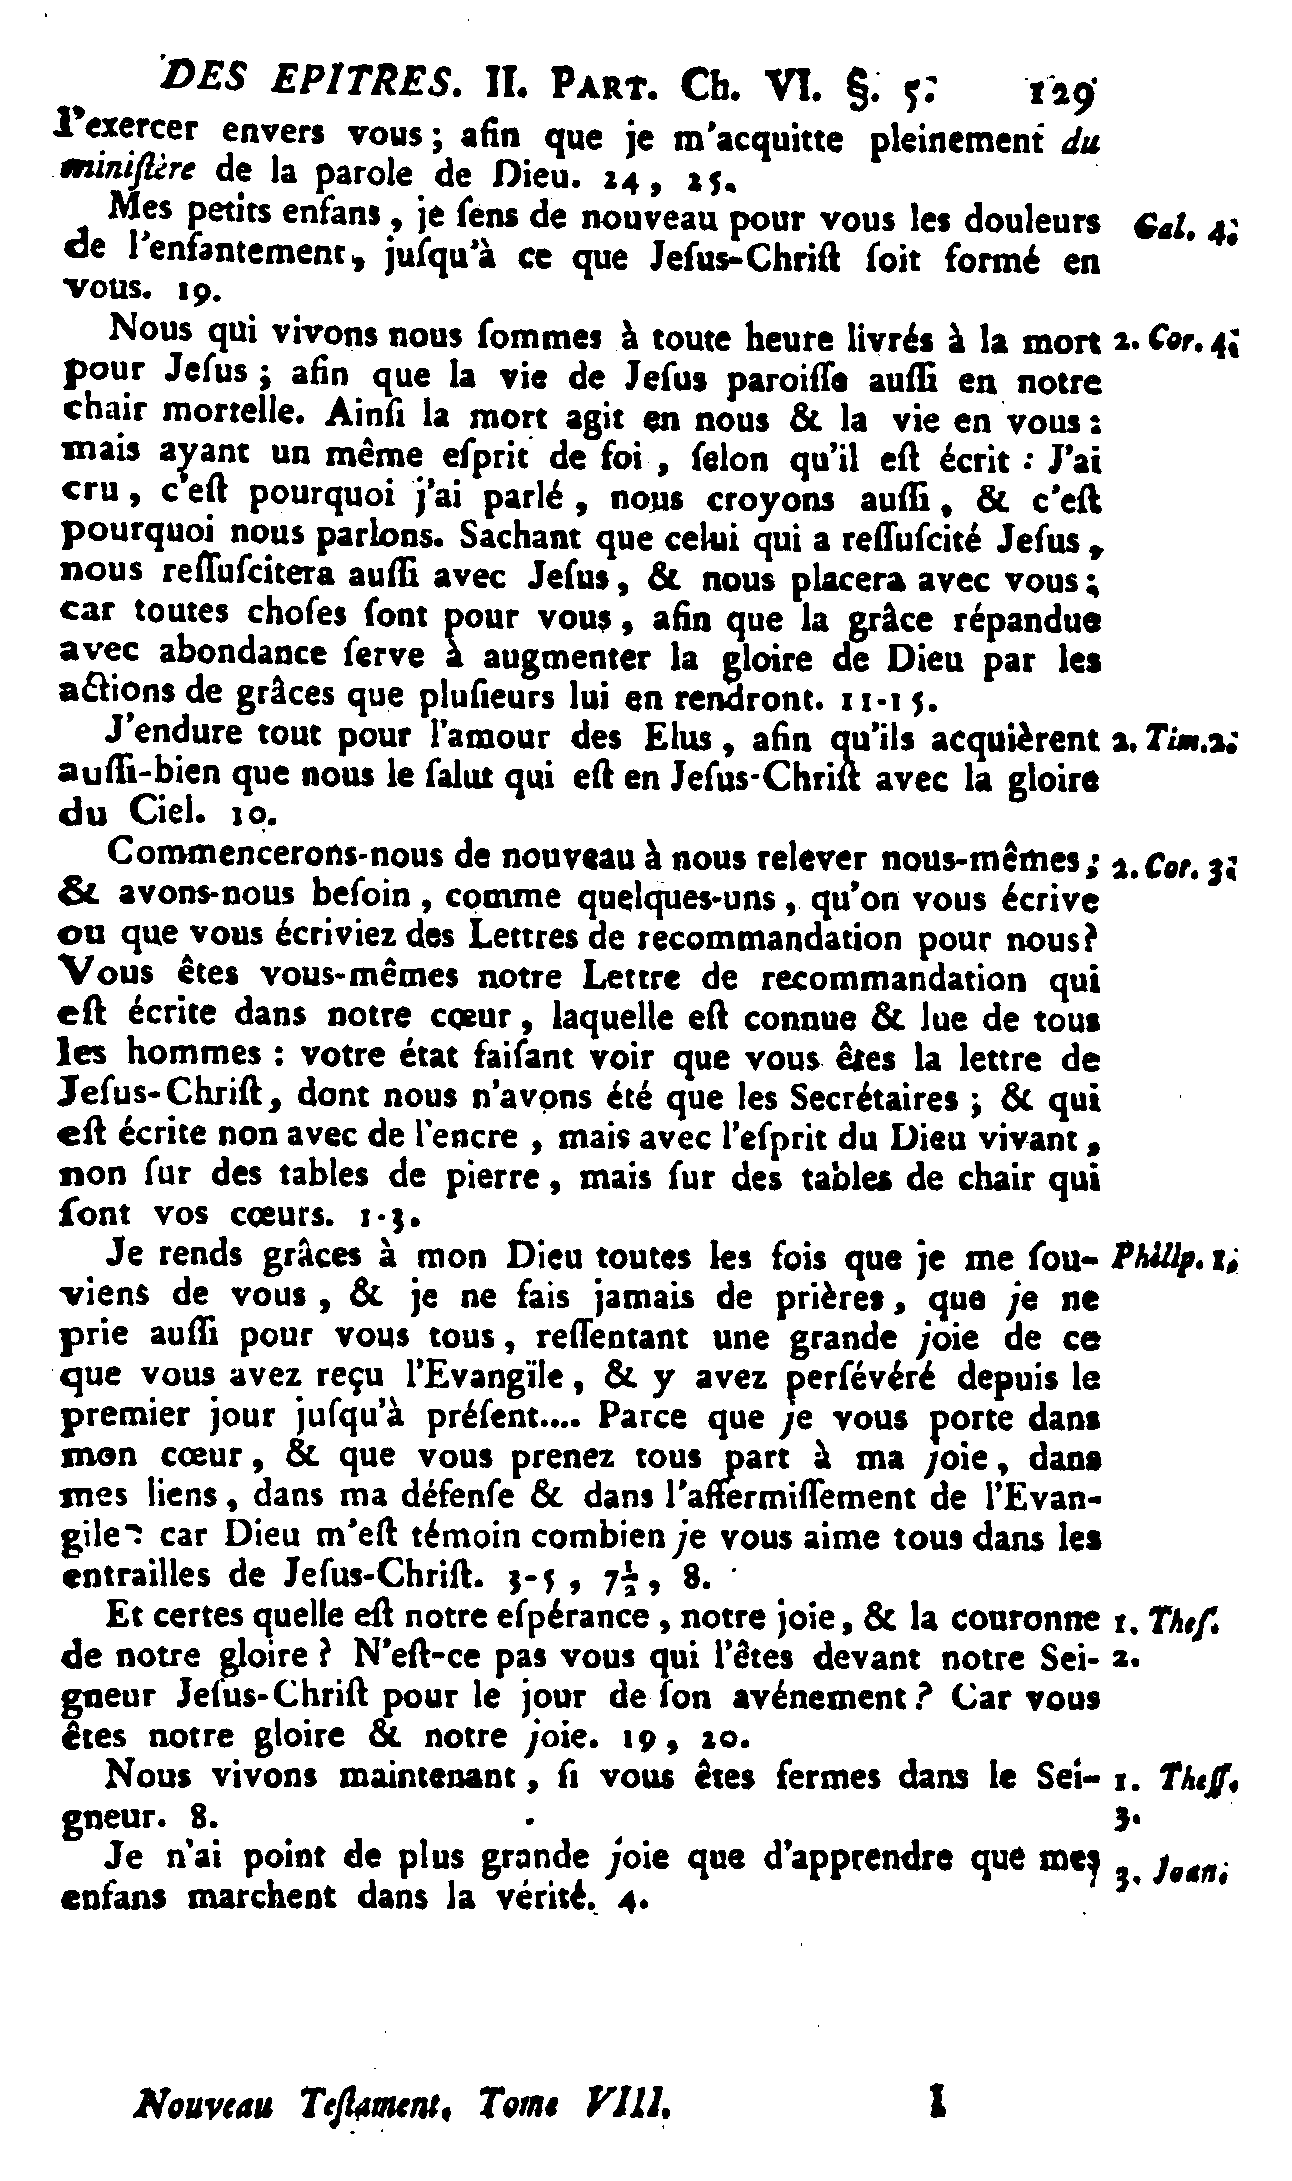 DES EPITRES. II. PART. Ch. VI. §. 5. 129
l'exercer envers vous ; afin que je m'acquitte pleinement du
miniſtère de la parole de Dieu. 24, 25.
Mes petits enfans, je ſens de nouveau pour vous les douleurs Gal. 4.
de l'enfantement, juſqu'à ce que Jeſus-Chriſt ſoit formé en
vous. 19.
Nous qui vivons nous ſommes à toute heure livrés à la mort 2. Cor. 4.
pour Jeſus ; afin que la vie de Jeſus paroiſſe auſſi en notre
chair mortelle. Ainſi la mort agit en nous & la vie en vous :
mais ayant un même eſprit de foi, ſelon qu'il eſt écrit : J'ai
cru, c'eſt pourquoi j'ai parlé, nous croyons auſſi, & c'eſt
pourquoi nous parlons. Sachant que celui qui a reſſuſcité Jeſus,
nous reſſuſcitera auſſi avec Jeſus, & nous placera avec vous ;
car toutes choſes ſont pour vous, afin que la grâce répandue
avec abondance ſerve à augmenter la gloire de Dieu par les
actions de grâces que pluſieurs lui en rendront. 11-15.
J'endure tout pour l'amour des Elus, afin qu'ils acquièrent 2. Tim. 2.
auſſi-bien que nous le ſalut qui eſt en Jeſus-Chriſt avec la gloire
du Ciel. 10.
Commencerons-nous de nouveau à nous relever nous-mêmes ; 2. Cor. 3.
& avons-nous beſoin, comme quelques-uns, qu'on vous écrive
ou que vous écriviez des Lettres de recommandation pour nous ?
Vous êtes vous-mêmes notre Lettre de recommandation qui
eſt écrite dans notre cœur, laquelle eſt connue & lue de tous
les hommes : votre état faiſant voir que vous êtes la lettre de
Jeſus-Chriſt, dont nous n'avons été que les Secrétaires ; & qui
eſt écrite non avec de l'encre, mais avec l'eſprit du Dieu vivant,
non ſur des tables de pierre, mais ſur des tables de chair qui
ſont vos cœurs. 1-3.
Je rends grâces à mon Dieu toutes les fois que je me ſou- Philip. 1.
viens de vous, & je ne fais jamais de prières, que je ne
prie auſſi pour vous tous, reſſentant une grande joie de ce
que vous avez reçu l'Evangïle, & y avez perſévéré depuis le
premier jour juſqu'à préſent.... Parce que je vous porte dans
mon cœur, & que vous prenez tous part à ma joie, dans
mes liens, dans ma défenſe & dans l'affermiſſement de l'Evan-
gile : car Dieu m'eſt témoin combien je vous aime tous dans les
entrailles de Jeſus-Chriſt. 3-5, 7½, 8.
Et certes quelle eſt notre eſpérance, notre joie, & la couronne 1. Theſ.
de notre gloire ? N'eſt-ce pas vous qui l'êtes devant notre Sei- 2.
gneur Jeſus-Chriſt pour le jour de ſon avénement ? Car vous
êtes notre gloire & notre joie. 19, 20.
Nous vivons maintenant, ſi vous êtes fermes dans le Sei- 1. Theſſ.
gneur. 8. 3.
Je n'ai point de plus grande joie que d'apprendre que mes 3. Jean.
enfans marchent dans la vérité. 4.
Nouveau Teſtament, Tome VIII. I